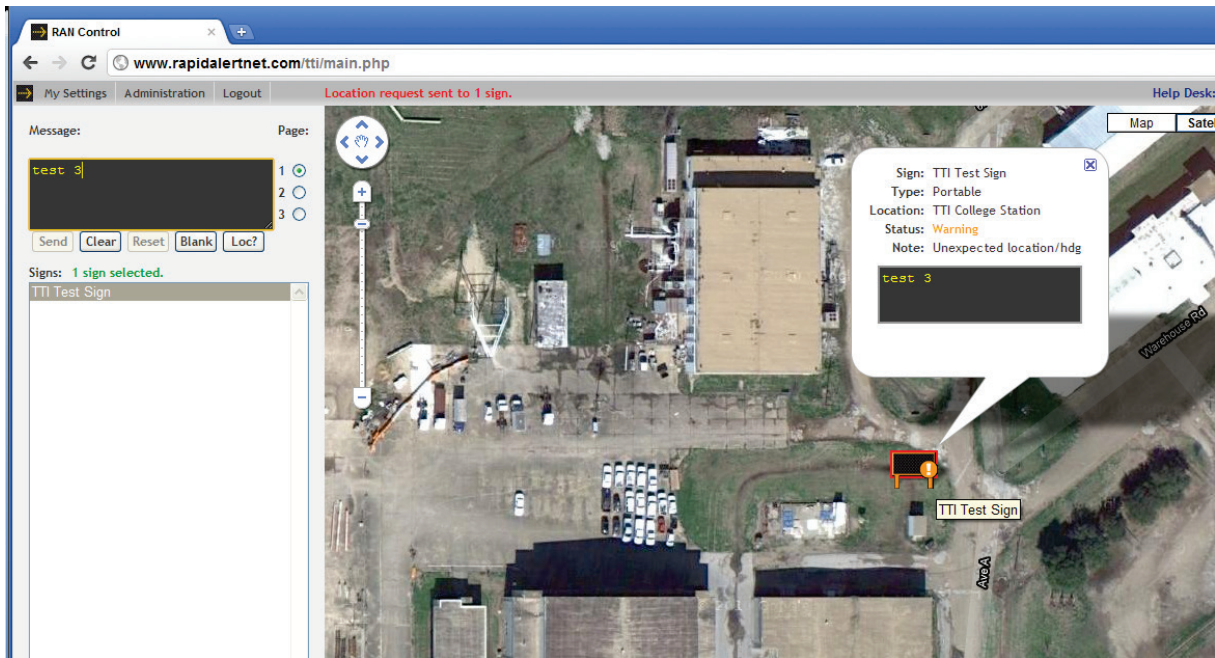 RAN Control
www.rapidalertnet.com/tti/main.php
My Settings Administration Logout Location request sent to 1 sign. Help Desk:
Message: Page:
test 3
1
2
3
Send Clear Reset Blank Loc?
Signs: 1 sign selected.
TTI Test Sign
Map Satel
Sign: TTI Test Sign
Type: Portable
Location: TTI College Station
Status: Warning
Note: Unexpected location/hdg
test 3
Warehouse Rd
TTI Test Sign
Ave A